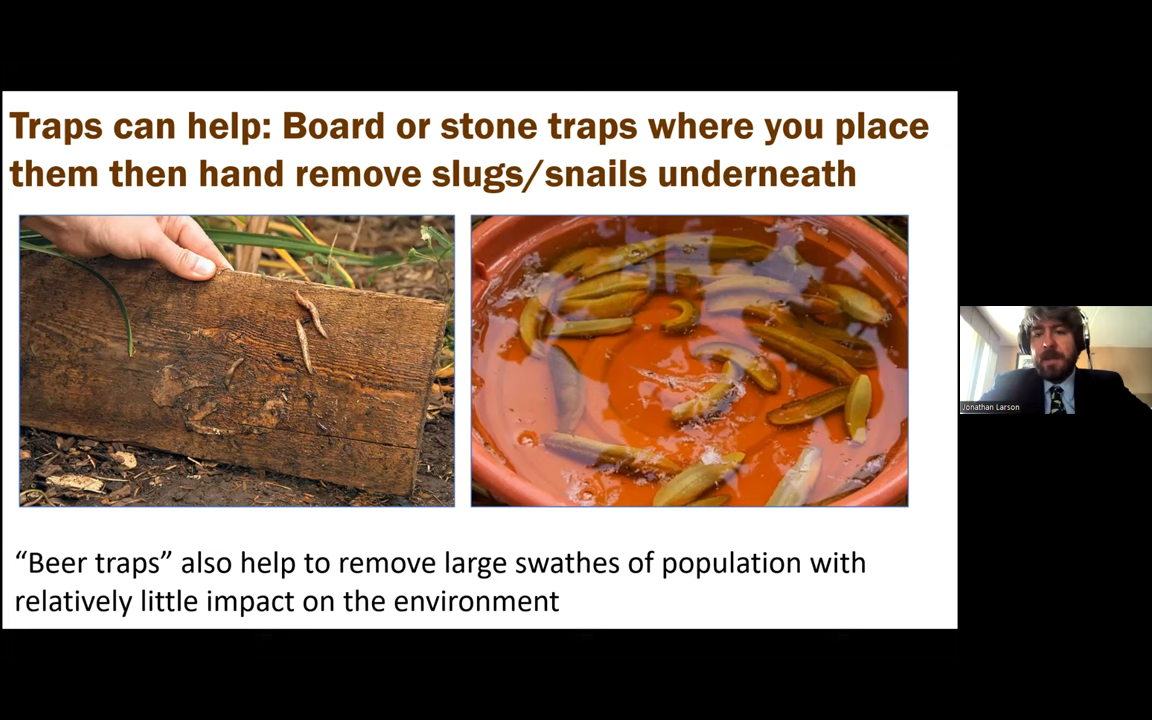 Traps can help: Board or stone traps where you place
them then hand remove slugs/snails underneath
“Beer traps” also help to remove large swathes of population with
relatively little impact on the environment
Jonathan Larson